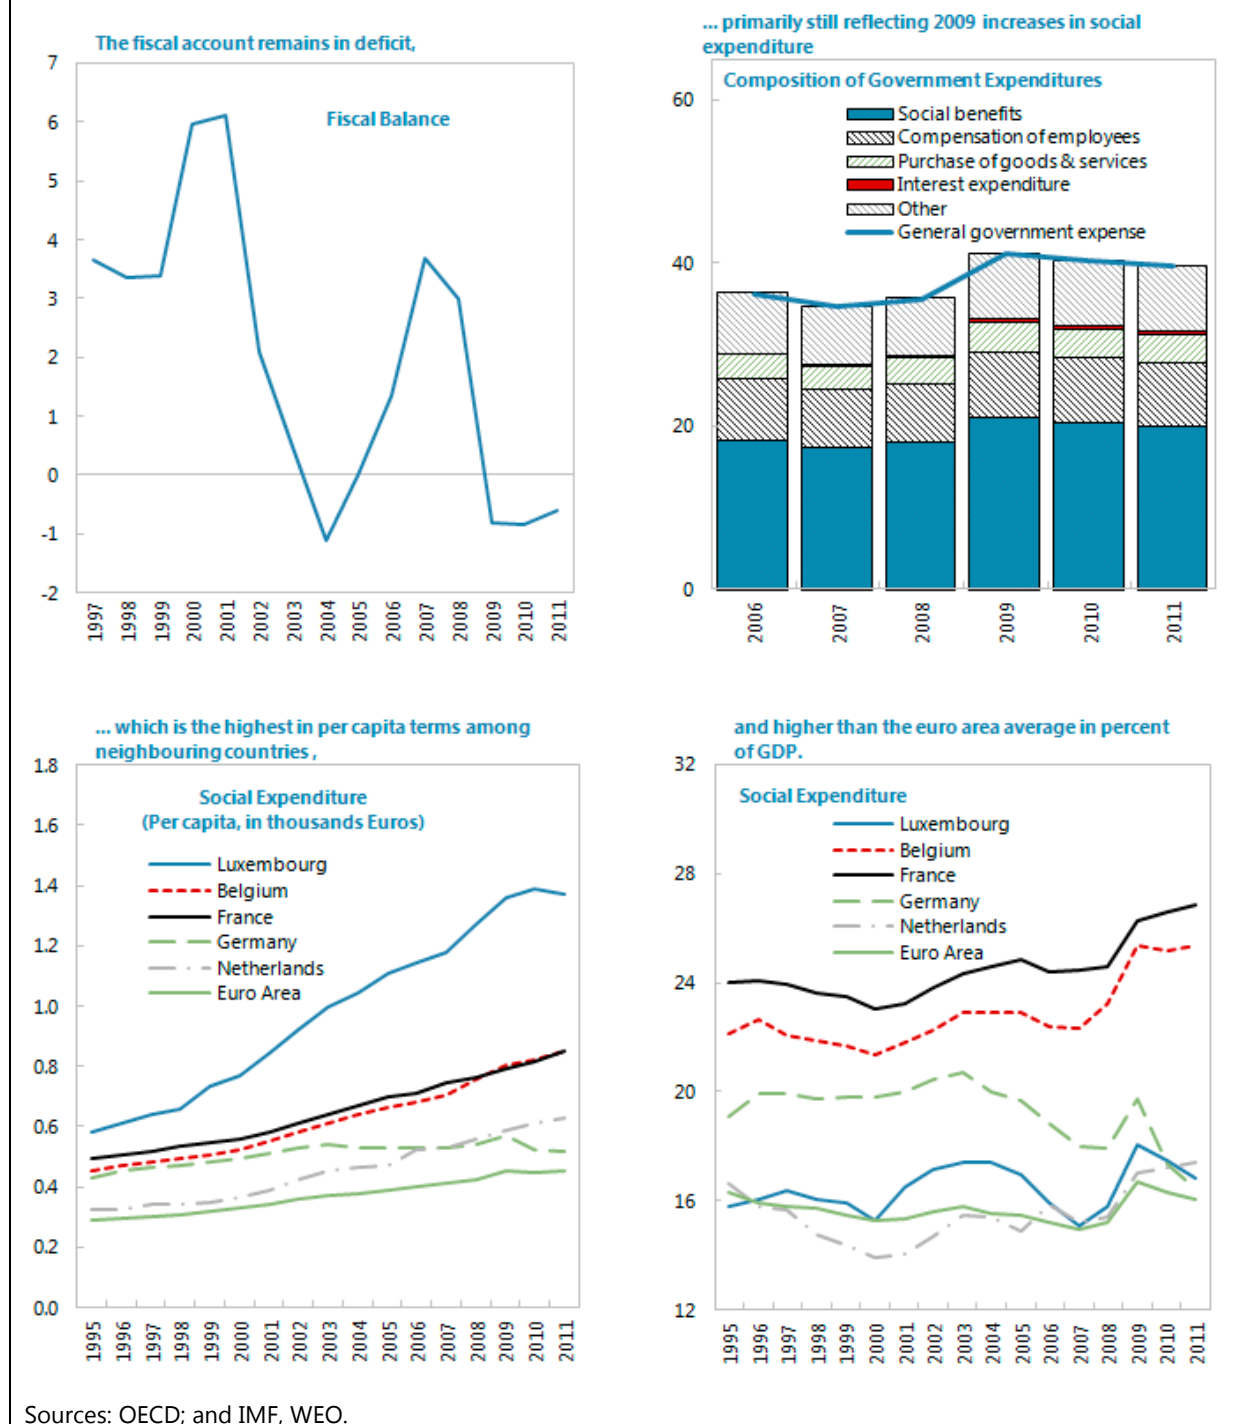 The fiscal account remains in deficit,
Fiscal Balance
7
6
5
4
3
2
1
0
-1
-2
1997
1998
1999
2000
2001
2002
2003
2004
2005
2006
2007
2008
2009
2010
2011
... primarily still reflecting 2009 increases in social
expenditure
Composition of Government Expenditures
Social benefits
Compensation of employees
Purchase of goods & services
Interest expenditure
Other
General government expense
60
40
20
0
2006
2007
2008
2009
2010
2011
... which is the highest in per capita terms among
neighbouring countries ,
Social Expenditure
(Per capita, in thousands Euros)
Luxembourg
Belgium
France
Germany
Netherlands
Euro Area
1.8
1.6
1.4
1.2
1.0
0.8
0.6
0.4
0.2
0.0
1995
1996
1997
1998
1999
2000
2001
2002
2003
2004
2005
2006
2007
2008
2009
2010
2011
and higher than the euro area average in percent
of GDP.
Social Expenditure
Luxembourg
Belgium
France
Germany
Netherlands
Euro Area
32
28
24
20
16
12
1995
1996
1997
1998
1999
2000
2001
2002
2003
2004
2005
2006
2007
2008
2009
2010
2011
Sources: OECD; and IMF, WEO.